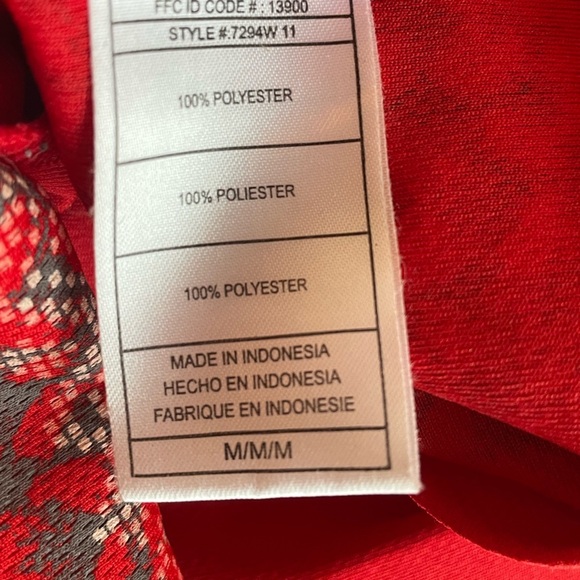 FFC ID CODE # : 13900
STYLE #:7294W 11
100% POLYESTER
100% POLIESTER
100% POLYESTER
MADE IN INDONESIA
HECHO EN INDONESIA
FABRIQUE EN INDONESIE
M/M/M